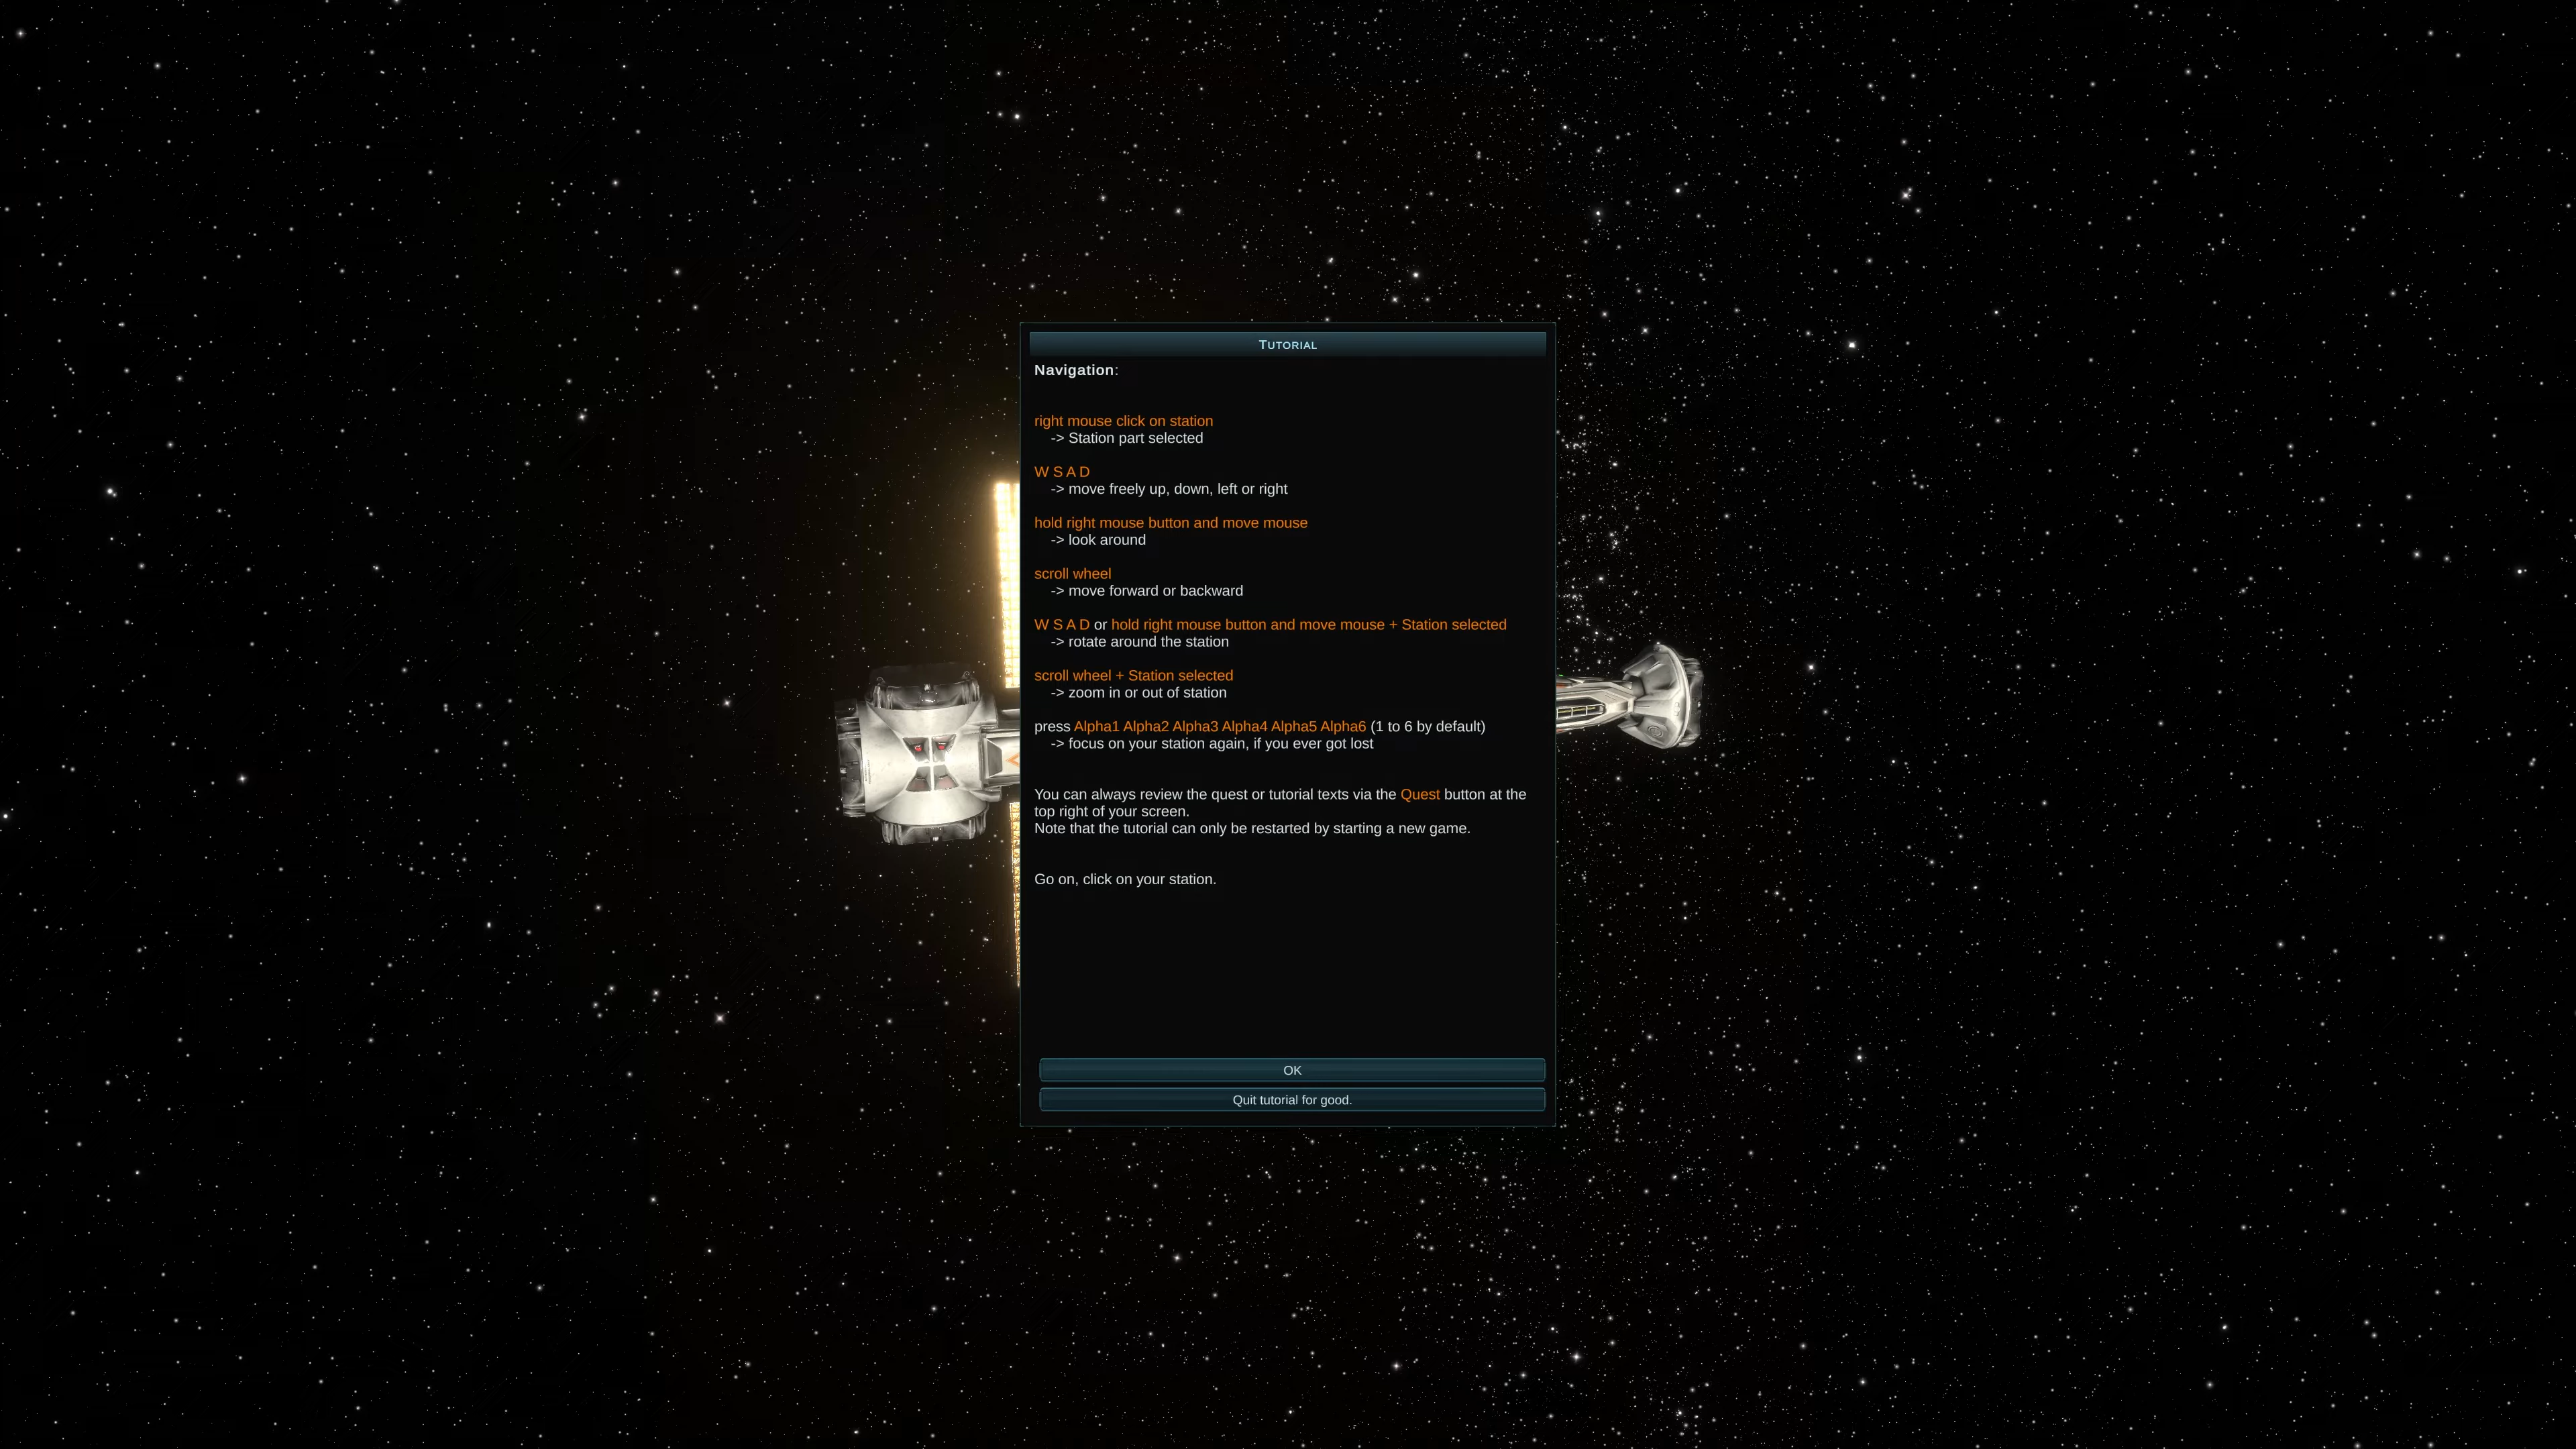 TUTORIAL
Navigation:
right mouse click on station
-> Station part selected
W S A D
-> move freely up, down, left or right
hold right mouse button and move mouse
-> look around
scroll wheel
-> move forward or backward
W S A D or hold right mouse button and move mouse + Station selected
-> rotate around the station
scroll wheel + Station selected
-> zoom in or out of station
press Alpha1 Alpha2 Alpha3 Alpha4 Alpha5 Alpha6 (1 to 6 by default)
-> focus on your station again, if you ever got lost
You can always review the quest or tutorial texts via the Quest button at the
top right of your screen.
Note that the tutorial can only be restarted by starting a new game.
Go on, click on your station.
OK
Quit tutorial for good.